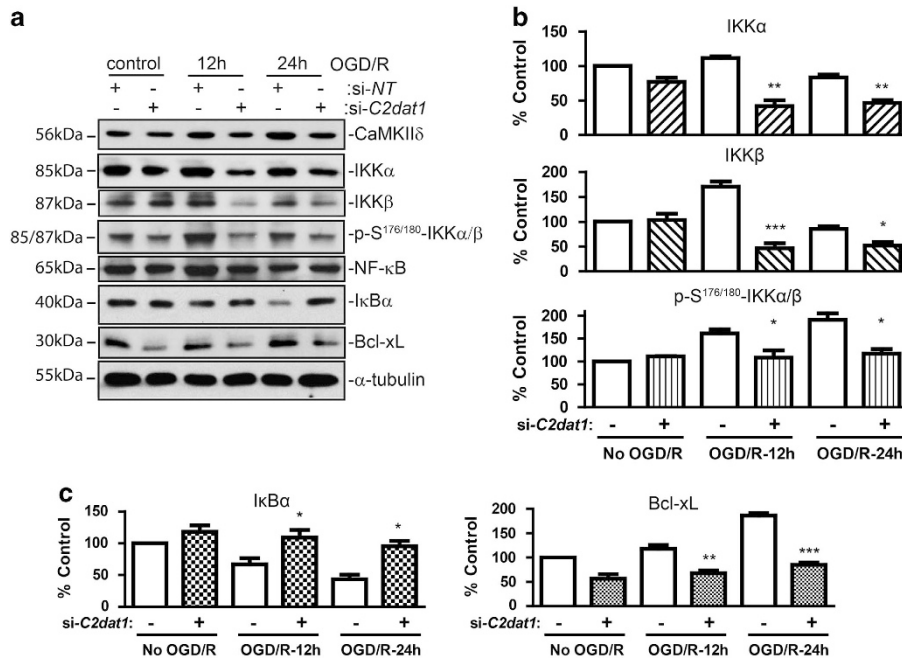 a
control 12h 24h OGD/R
+ - + - + - :si-NT
- + - + - + :si-C2dat1
56kDa -CaMKIIδ
85kDa -IKKα
87kDa -IKKβ
85/87kDa -p-S176/180-IKKα/β
65kDa -NF-κB
40kDa -IκBα
30kDa -Bcl-xL
55kDa -α-tubulin
b
IKKα
% Control
150
100
50
0
** **
IKKβ
% Control
200
150
100
50
0
*** *
p-S176/180-IKKα/β
% Control
200
150
100
50
0
* *
si-C2dat1: - + - + - +
No OGD/R OGD/R-12h OGD/R-24h
c
IκBα
% Control
150
100
50
0
* *
si-C2dat1: - + - + - +
No OGD/R OGD/R-12h OGD/R-24h
Bcl-xL
% Control
200
150
100
50
0
** ***
si-C2dat1: - + - + - +
No OGD/R OGD/R-12h OGD/R-24h